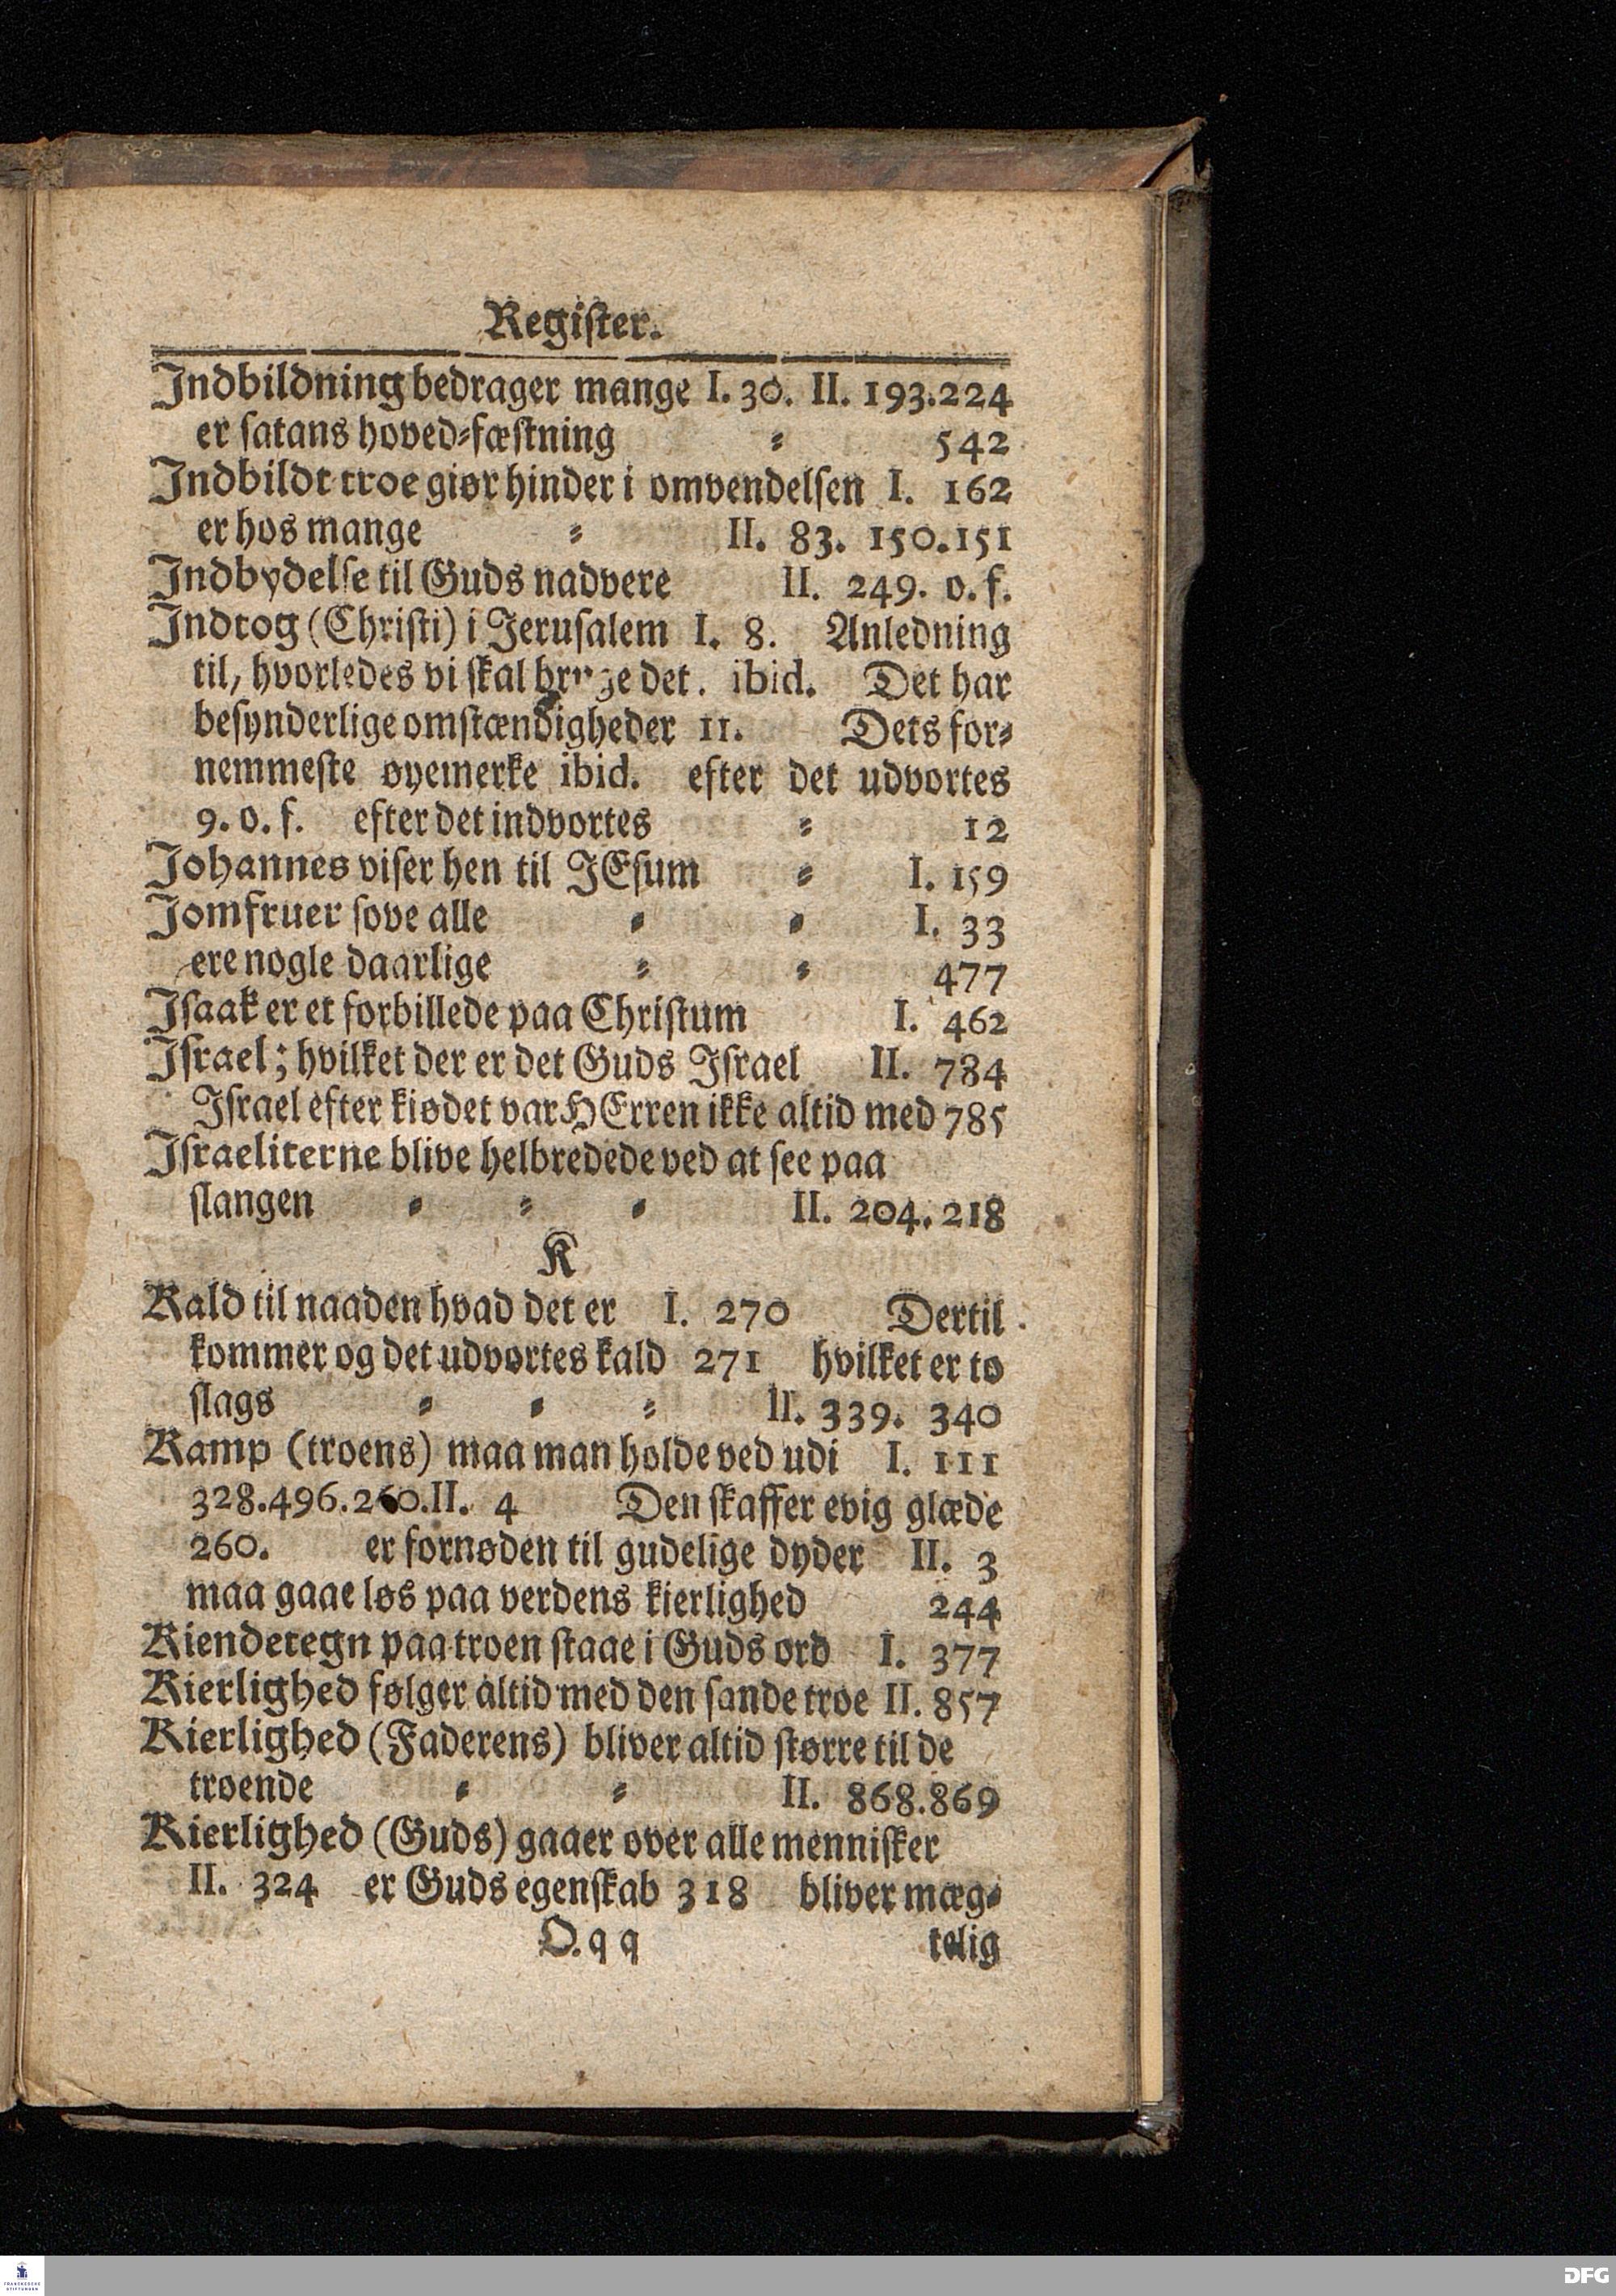 Register.
Indbildning bedrager mange I. 30. II. 193.224
er satans hoved-fæstning - 542
Indbildt troe giør hinder i omvendelsen I. 162
er hos mange - II. 83. 150.151
Indbydelse til Guds nadvere II. 249. o. f.
Indtog (Christi) i Jerusalem I. 8. Anledning
til, hvorledes vi skal det. ibid. Det har
besynderlige omstændigheder 11. Dets for-
nemmeste øyemerke ibid. efter det udvortes
9. o. f. efter det indvortes - 12
Johannes viser hen til JEsum - I. 159
Jomfruer sove alle - - I. 33
ere nogle daarlige - - 477
Isaak er et forbillede paa Christum I. 462
Israel; hvilket der er det Guds Israel II. 784
Israel efter kiødet var HErren ikke altid med 785
Israeliterne blive helbredede ved at see paa
slangen - - - II. 204.218
K
Kald til naaden hvad det er I. 270 Dertil
kommer og det udvortes kald 271 hvilket er to
slags - - - II. 339. 340
Kamp (troens) maa man holde ved udi I. 111
328.496.260.II. 4 Den skaffer evig glæde
260. er fornøden til gudelige dyder II. 3
maa gaae løs paa verdens kierlighed 244
Kiendetegn paa troen staae i Guds ord I. 377
Kierlighed følger altid med den sande troe II. 857
Kierlighed (Faderens) bliver altid større til de
troende - - II. 868.869
Kierlighed (Guds) gaaer over alle mennisker
II. 324 er Guds egenskab 318 bliver mæg-
O.q q telig
FRANCKESCHE
STIFTUNGEN
DFG